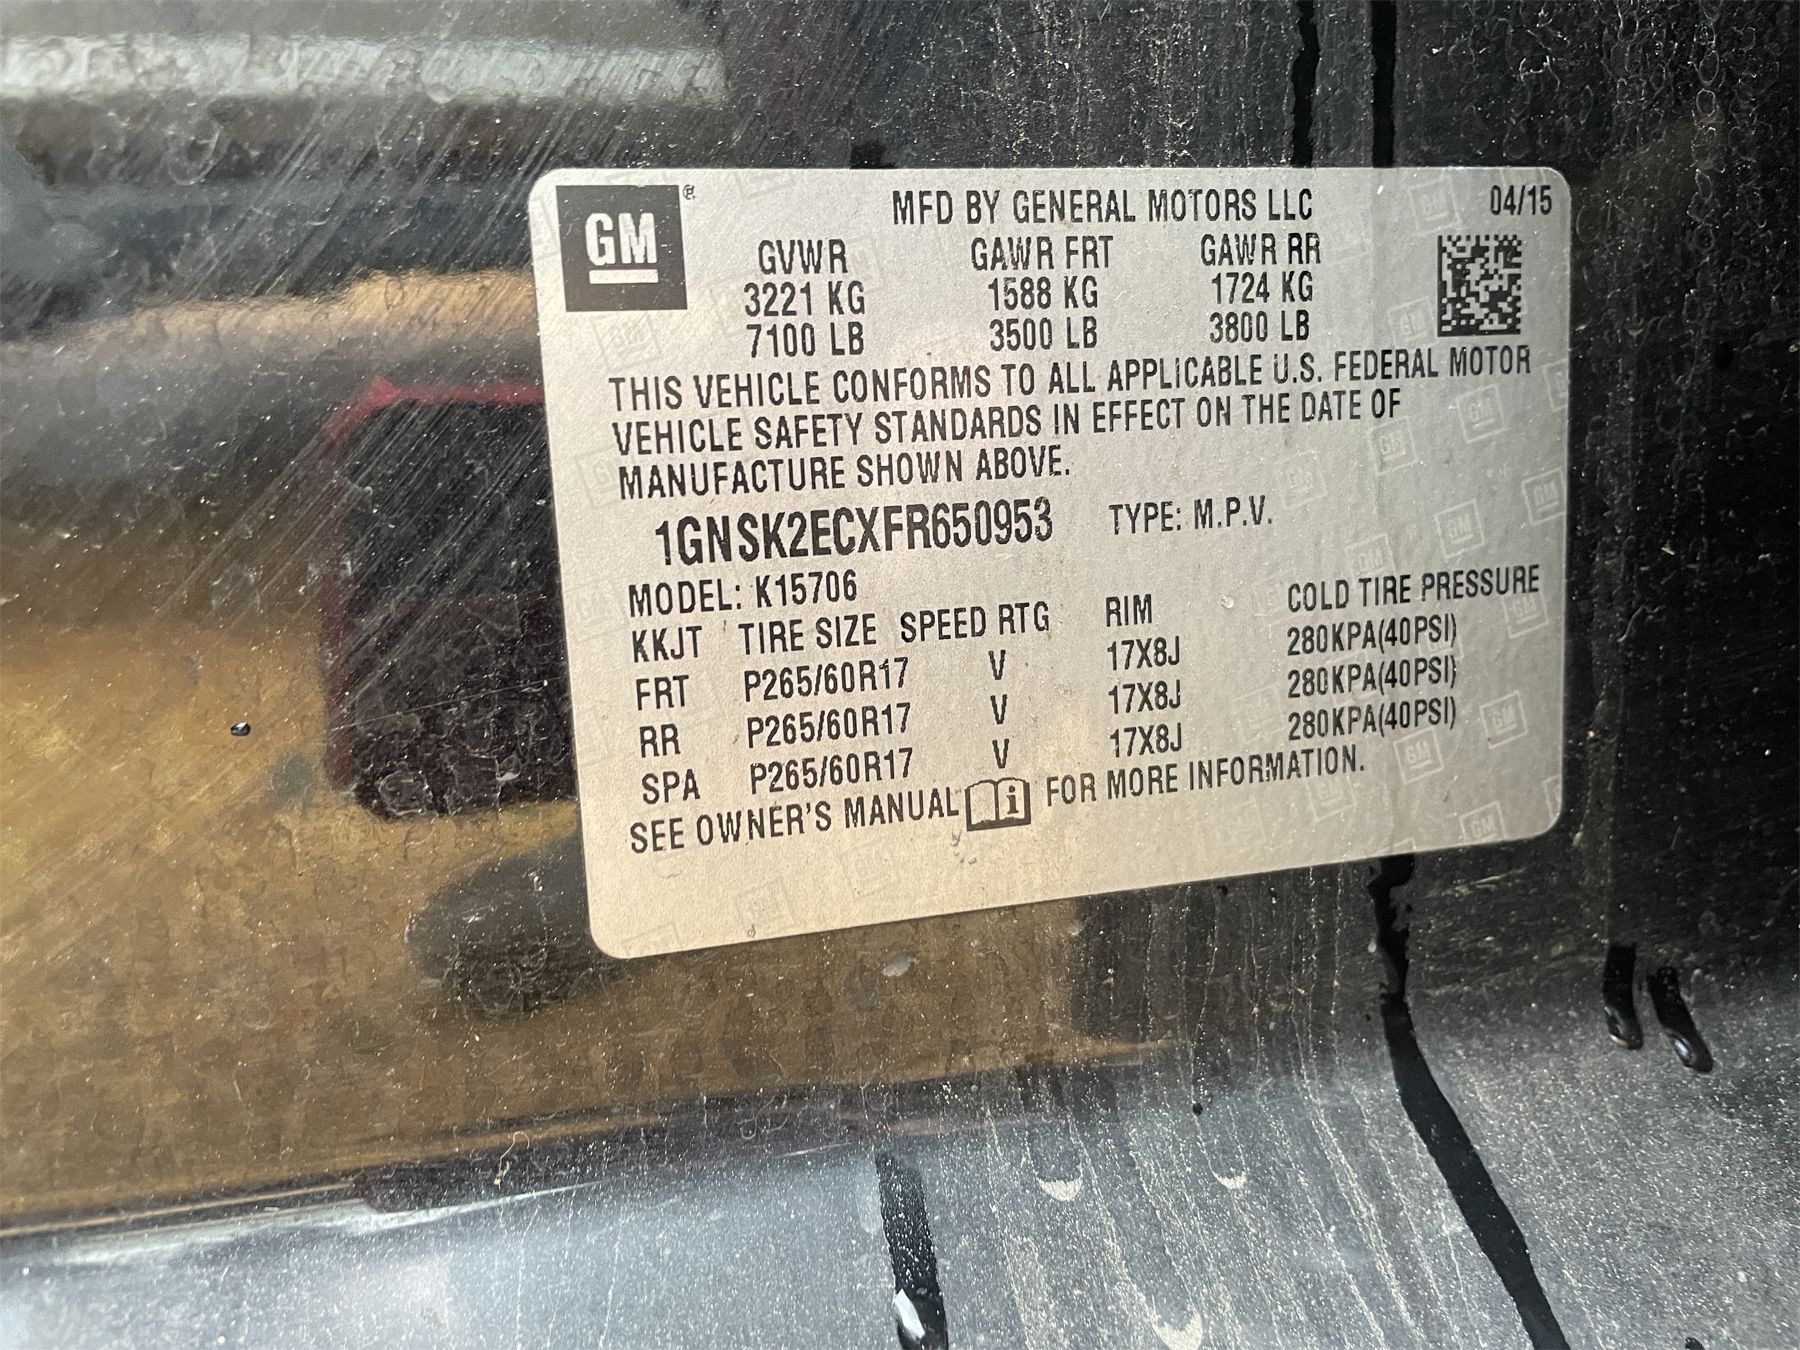 GM ®
MFD BY GENERAL MOTORS LLC 04/15
GVWR GAWR FRT GAWR RR
3221 KG 1588 KG 1724 KG
7100 LB 3500 LB 3800 LB
THIS VEHICLE CONFORMS TO ALL APPLICABLE U.S. FEDERAL MOTOR
VEHICLE SAFETY STANDARDS IN EFFECT ON THE DATE OF
MANUFACTURE SHOWN ABOVE.
1GNSK2ECXFR650953 TYPE: M.P.V.
MODEL: K15706
KKJT TIRE SIZE SPEED RTG RIM COLD TIRE PRESSURE
FRT P265/60R17 V 17X8J 280KPA(40PSI)
RR P265/60R17 V 17X8J 280KPA(40PSI)
SPA P265/60R17 V 17X8J 280KPA(40PSI)
SEE OWNER'S MANUAL i FOR MORE INFORMATION.